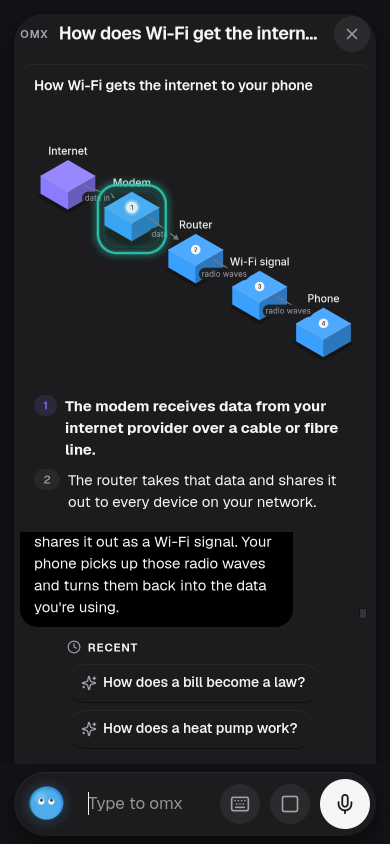 OMX How does Wi-Fi get the intern...
How Wi-Fi gets the internet to your phone
Internet
data in
Modem
1
data
Router
2
radio waves
Wi-Fi signal
3
radio waves
Phone
4
1 The modem receives data from your
internet provider over a cable or fibre
line.
2 The router takes that data and shares it
out to every device on your network.
shares it out as a Wi-Fi signal. Your
phone picks up those radio waves
and turns them back into the data
you're using.
RECENT
How does a bill become a law?
How does a heat pump work?
Type to omx